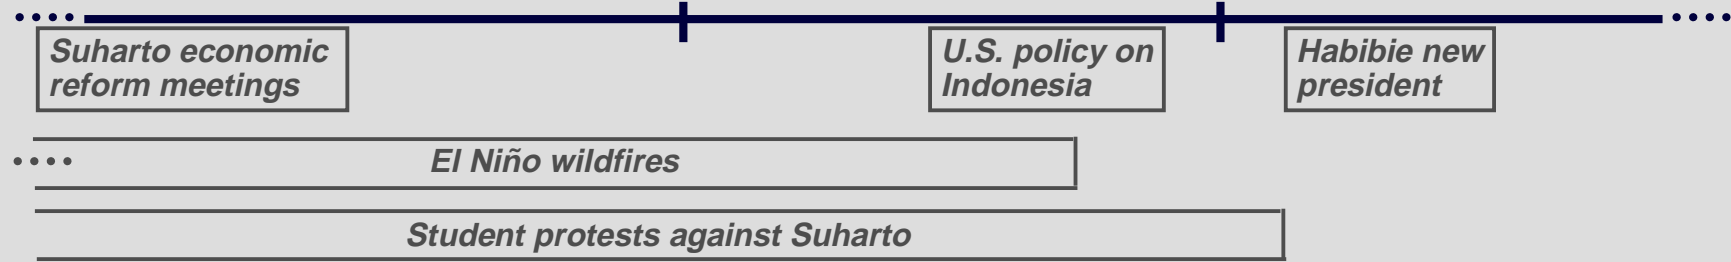 Suharto economic
reform meetings
U.S. policy on
Indonesia
Habibie new
president
El Niño wildfires
Student protests against Suharto